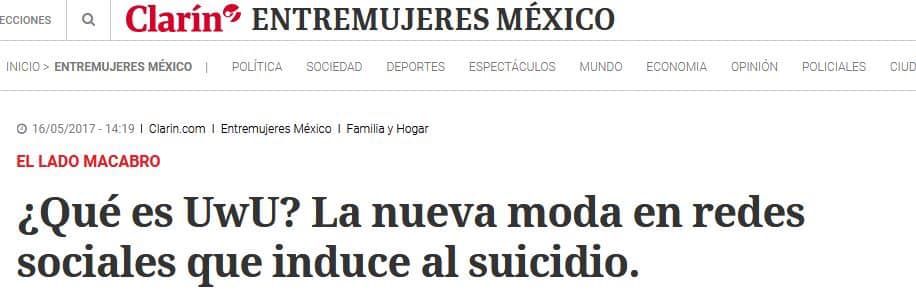 ECCIONES Clarín ENTREMUJERES MÉXICO
INICIO > ENTREMUJERES MÉXICO | POLÍTICA SOCIEDAD DEPORTES ESPECTÁCULOS MUNDO ECONOMIA OPINIÓN POLICIALES CIUD
16/05/2017 - 14:19 I Clarin.com I Entremujeres México I Familia y Hogar
EL LADO MACABRO
¿Qué es UwU? La nueva moda en redes
sociales que induce al suicidio.